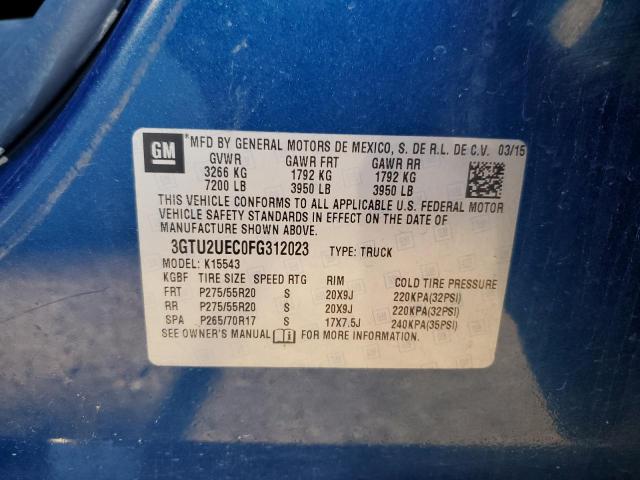 GM
*MFD BY GENERAL MOTORS DE MEXICO, S. DE R.L. DE C.V. 03/15
GVWR GAWR FRT GAWR RR
3266 KG 1792 KG 1792 KG
7200 LB 3950 LB 3950 LB
THIS VEHICLE CONFORMS TO ALL APPLICABLE U.S. FEDERAL MOTOR
VEHICLE SAFETY STANDARDS IN EFFECT ON THE DATE OF
MANUFACTURE SHOWN ABOVE.
3GTU2UEC0FG312023 TYPE: TRUCK
MODEL: K15543
KGBF TIRE SIZE SPEED RTG RIM COLD TIRE PRESSURE
FRT P275/55R20 S 20X9J 220KPA(32PSI)
RR P275/55R20 S 20X9J 220KPA(32PSI)
SPA P265/70R17 S 17X7.5J 240KPA(35PSI)
SEE OWNER'S MANUAL FOR MORE INFORMATION.